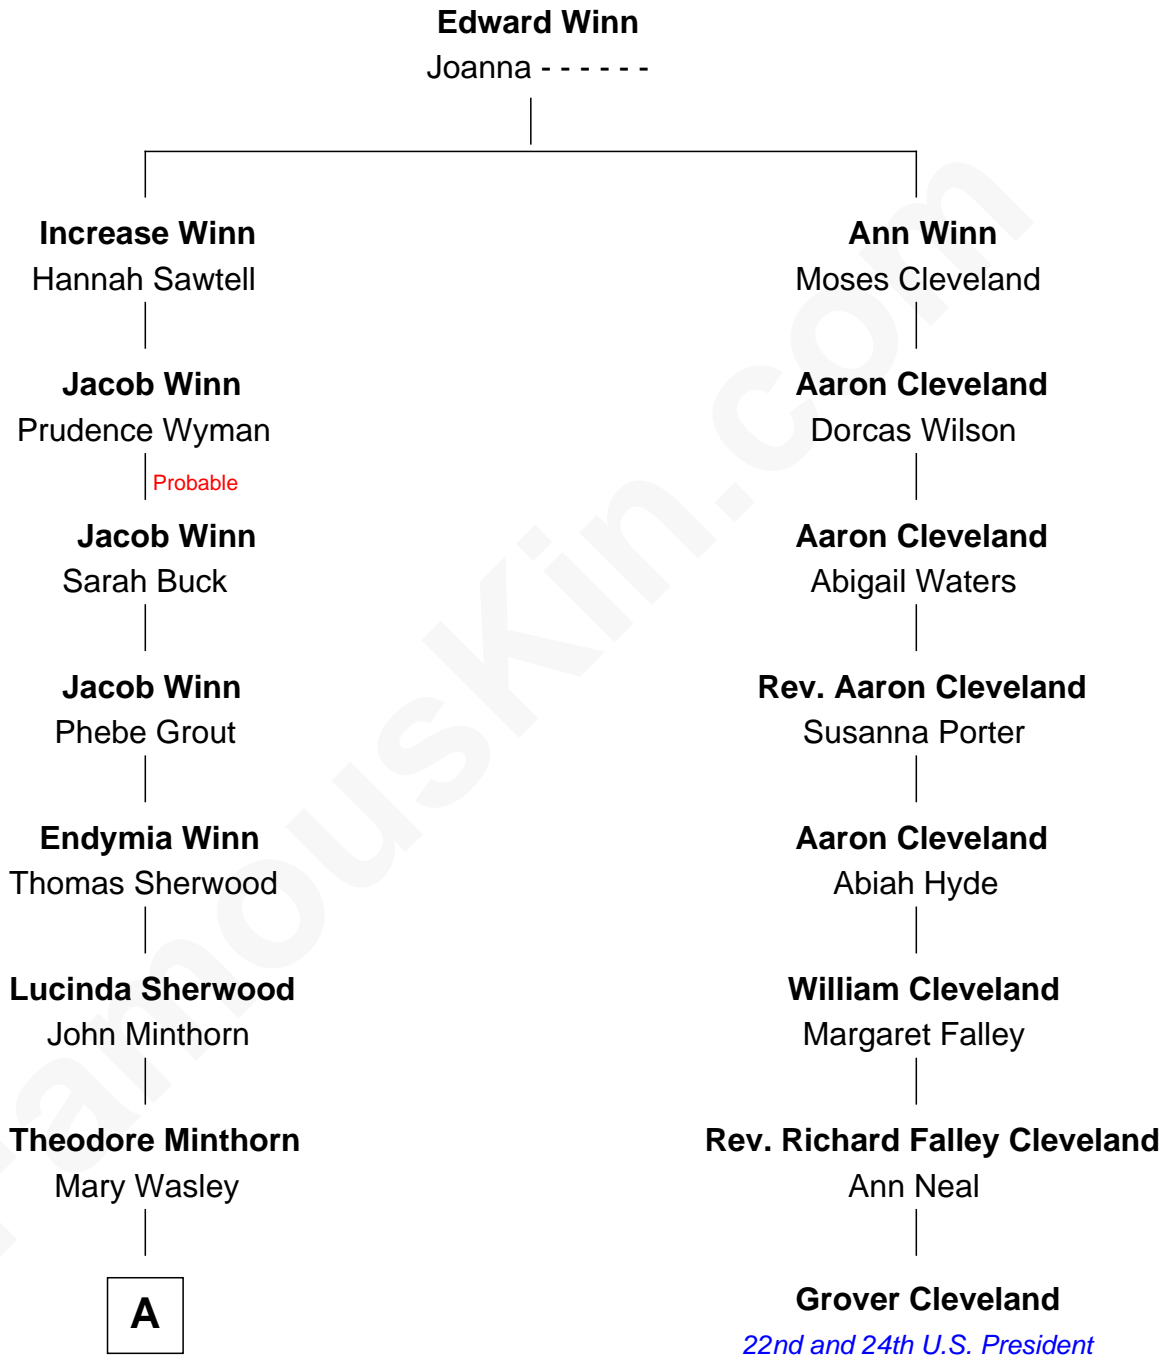 Edward Winn
Joanna - - - - - -
Increase Winn
Hannah Sawtell
Ann Winn
Moses Cleveland
Jacob Winn
Prudence Wyman
Probable
Aaron Cleveland
Dorcas Wilson
Jacob Winn
Sarah Buck
Aaron Cleveland
Abigail Waters
Jacob Winn
Phebe Grout
Rev. Aaron Cleveland
Susanna Porter
Endymia Winn
Thomas Sherwood
Aaron Cleveland
Abiah Hyde
Lucinda Sherwood
John Minthorn
William Cleveland
Margaret Falley
Theodore Minthorn
Mary Wasley
Rev. Richard Falley Cleveland
Ann Neal
A
Grover Cleveland
22nd and 24th U.S. President
FamousKin.com